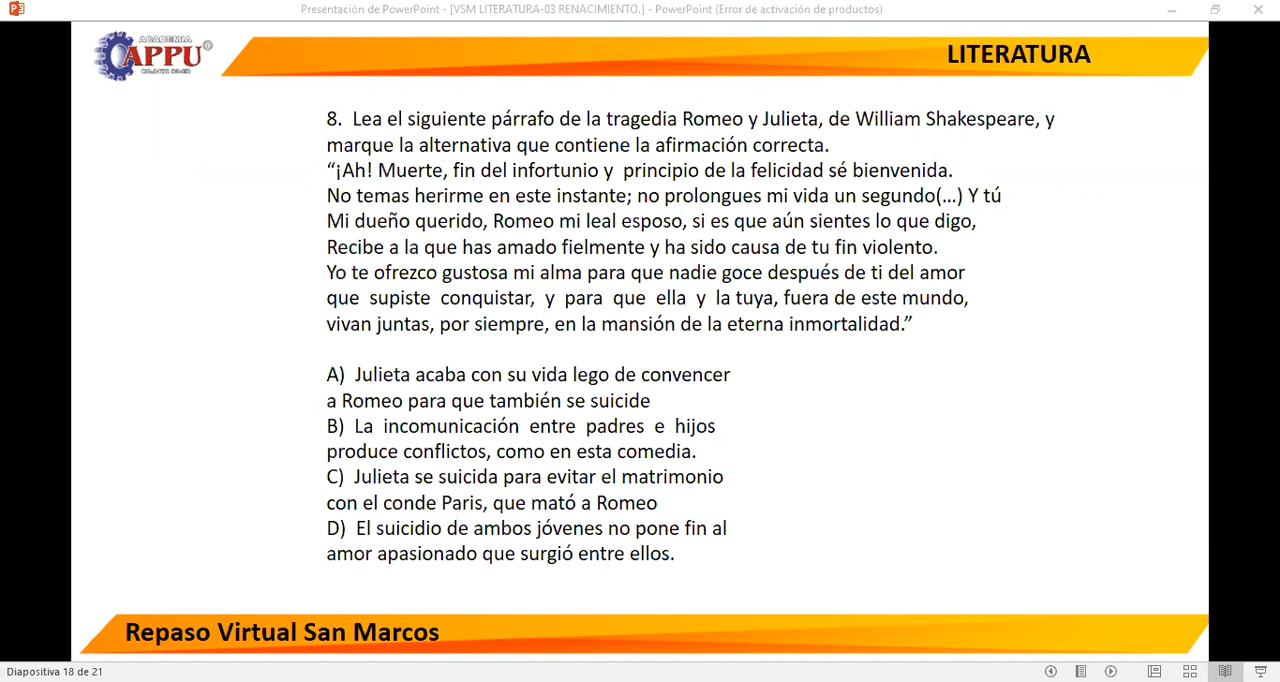 Presentación de PowerPoint - [VSM LITERATURA-03 RENACIMIENTO.] - PowerPoint (Error de activación de productos)
ACADEMIA
APPU
LITERATURA
8. Lea el siguiente párrafo de la tragedia Romeo y Julieta, de William Shakespeare, y
marque la alternativa que contiene la afirmación correcta.
“¡Ah! Muerte, fin del infortunio y principio de la felicidad sé bienvenida.
No temas herirme en este instante; no prolongues mi vida un segundo(...) Y tú
Mi dueño querido, Romeo mi leal esposo, si es que aún sientes lo que digo,
Recibe a la que has amado fielmente y ha sido causa de tu fin violento.
Yo te ofrezco gustosa mi alma para que nadie goce después de ti del amor
que supiste conquistar, y para que ella y la tuya, fuera de este mundo,
vivan juntas, por siempre, en la mansión de la eterna inmortalidad.”
A) Julieta acaba con su vida lego de convencer
a Romeo para que también se suicide
B) La incomunicación entre padres e hijos
produce conflictos, como en esta comedia.
C) Julieta se suicida para evitar el matrimonio
con el conde Paris, que mató a Romeo
D) El suicidio de ambos jóvenes no pone fin al
amor apasionado que surgió entre ellos.
Repaso Virtual San Marcos
Diapositiva 18 de 21